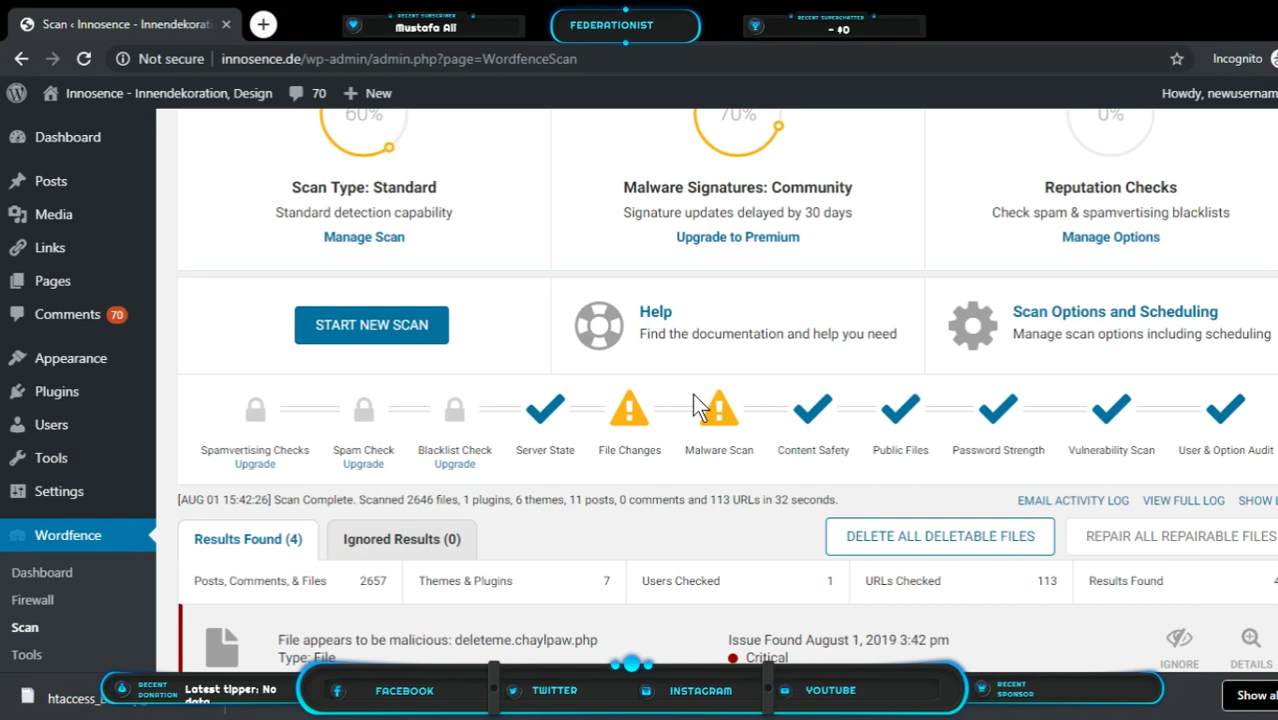 Scan ‹ Innosence - Innendekorati
RECENT SUBSCRIBER
Mustafa Ali
FEDERATIONIST
RECENT SUPERCHATTER
- $0
Not secure
innosence.de/wp-admin/admin.php?page=WordfenceScan
Incognito
Innosence - Innendekoration, Design
70
New
Howdy, newusernam
Dashboard
Posts
Media
Links
Pages
Comments 70
Appearance
Plugins
Users
Tools
Settings
Wordfence
Dashboard
Firewall
Scan
Tools
60%
70%
0%
Scan Type: Standard
Malware Signatures: Community
Reputation Checks
Standard detection capability
Signature updates delayed by 30 days
Check spam & spamvertising blacklists
Manage Scan
Upgrade to Premium
Manage Options
START NEW SCAN
Help
Find the documentation and help you need
Scan Options and Scheduling
Manage scan options including scheduling
Spamvertising Checks
Upgrade
Spam Check
Upgrade
Blacklist Check
Upgrade
Server State
File Changes
Malware Scan
Content Safety
Public Files
Password Strength
Vulnerability Scan
User & Option Audit
[AUG 01 15:42:26] Scan Complete. Scanned 2646 files, 1 plugins, 6 themes, 11 posts, 0 comments and 113 URLs in 32 seconds.
EMAIL ACTIVITY LOG
VIEW FULL LOG
SHOW L
Results Found (4)
Ignored Results (0)
DELETE ALL DELETABLE FILES
REPAIR ALL REPAIRABLE FILES
Posts, Comments, & Files 2657
Themes & Plugins 7
Users Checked 1
URLs Checked 113
Results Found 4
File appears to be malicious: deleteme.chaylpaw.php
Type: File
Issue Found August 1, 2019 3:42 pm
Critical
IGNORE
DETAILS
htaccess_
RECENT DONATION
Latest tipper: No data
FACEBOOK
TWITTER
INSTAGRAM
YOUTUBE
RECENT SPONSOR
Show al